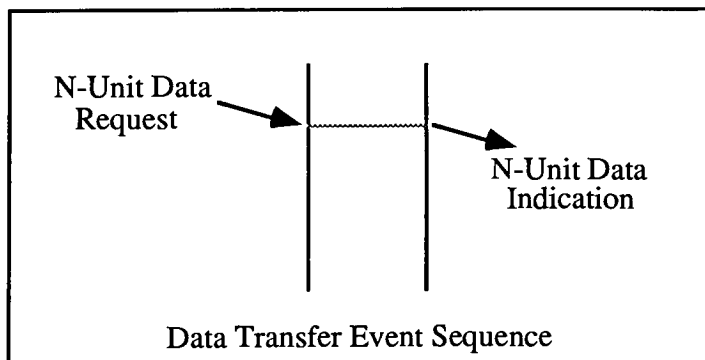 N-Unit Data
Request
N-Unit Data
Indication
Data Transfer Event Sequence